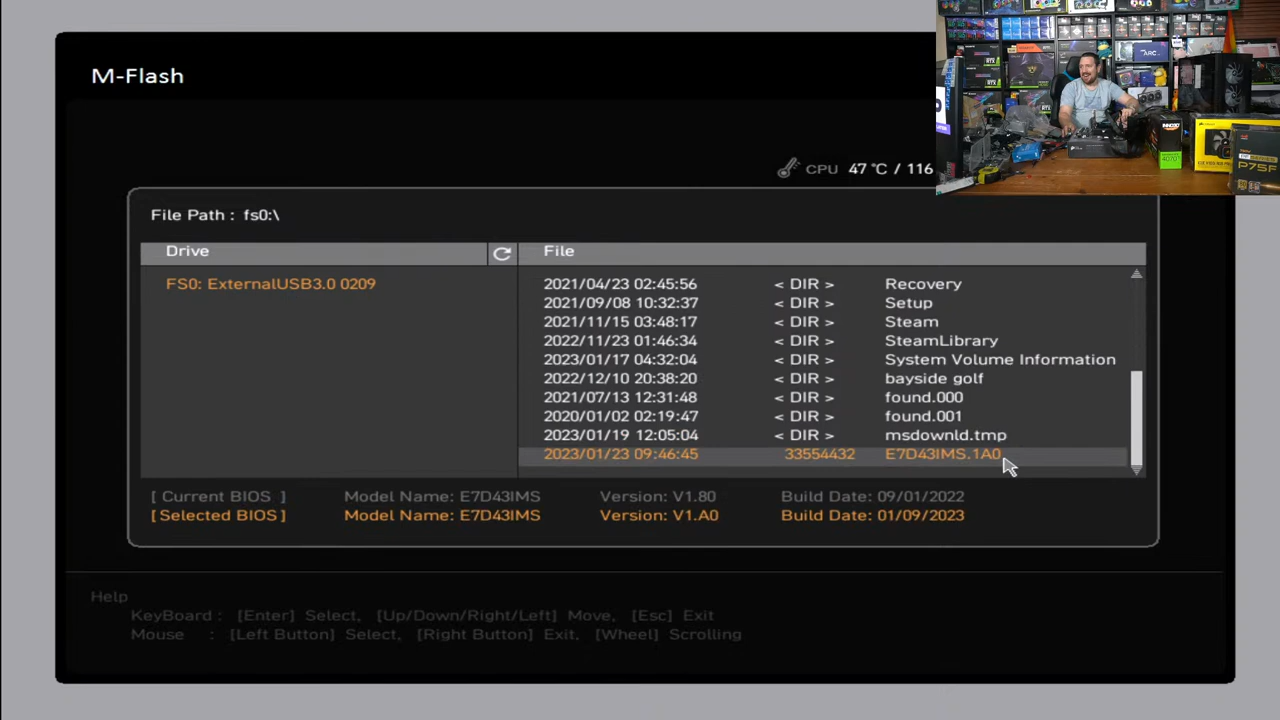 M-Flash
CPU 47 °C / 116
File Path : fs0:\
Drive File
FS0: ExternalUSB3.0 0209
2021/04/23 02:45:56 < DIR > Recovery
2021/09/08 10:32:37 < DIR > Setup
2021/11/15 03:48:17 < DIR > Steam
2022/11/23 01:46:34 < DIR > SteamLibrary
2023/01/17 04:32:04 < DIR > System Volume Information
2022/12/10 20:38:20 < DIR > bayside golf
2021/07/13 12:31:48 < DIR > found.000
2020/01/02 02:19:47 < DIR > found.001
2023/01/19 12:05:04 < DIR > msdownld.tmp
2023/01/23 09:46:45 33554432 E7D43IMS.1A0
[ Current BIOS ] Model Name: E7D43IMS Version: V1.80 Build Date: 09/01/2022
[ Selected BIOS ] Model Name: E7D43IMS Version: V1.A0 Build Date: 01/09/2023
Help
KeyBoard : [Enter] Select, [Up/Down/Right/Left] Move, [Esc] Exit
Mouse : [Left Button] Select, [Right Button] Exit, [Wheel] Scrolling
ARC
4070
P75F